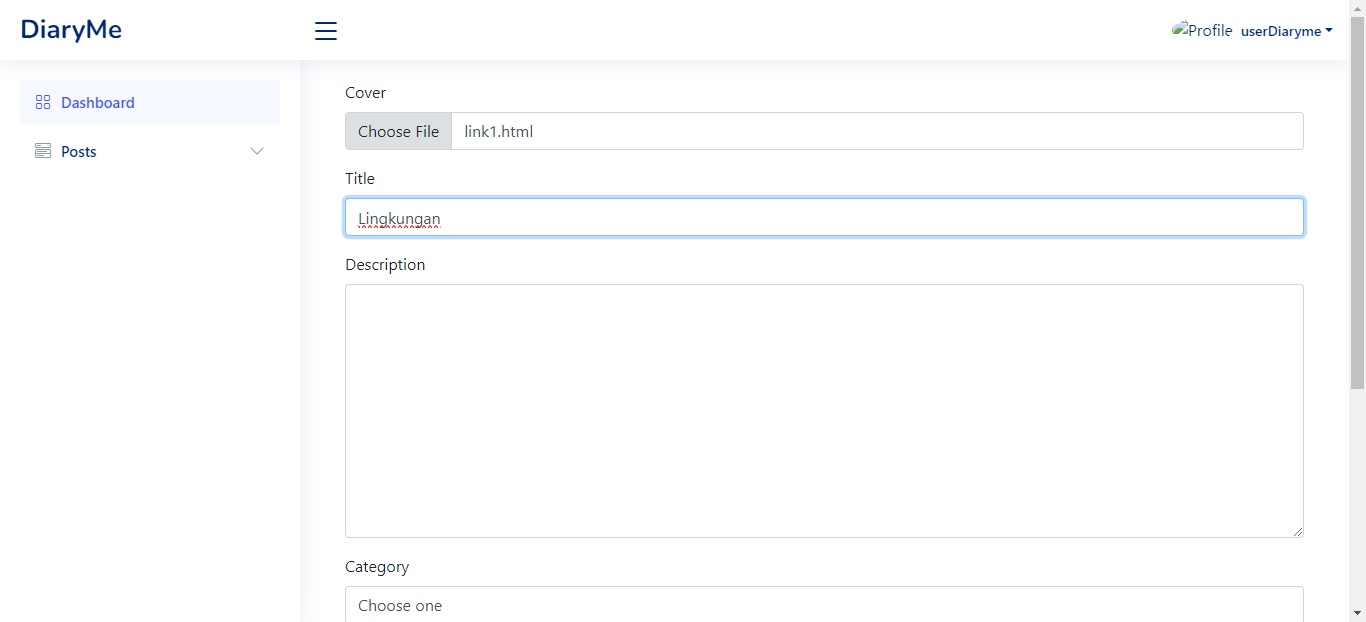 DiaryMe
Profile userDiaryme
Dashboard
Posts
Cover
Choose File link1.html
Title
Lingkungan
Description
Category
Choose one